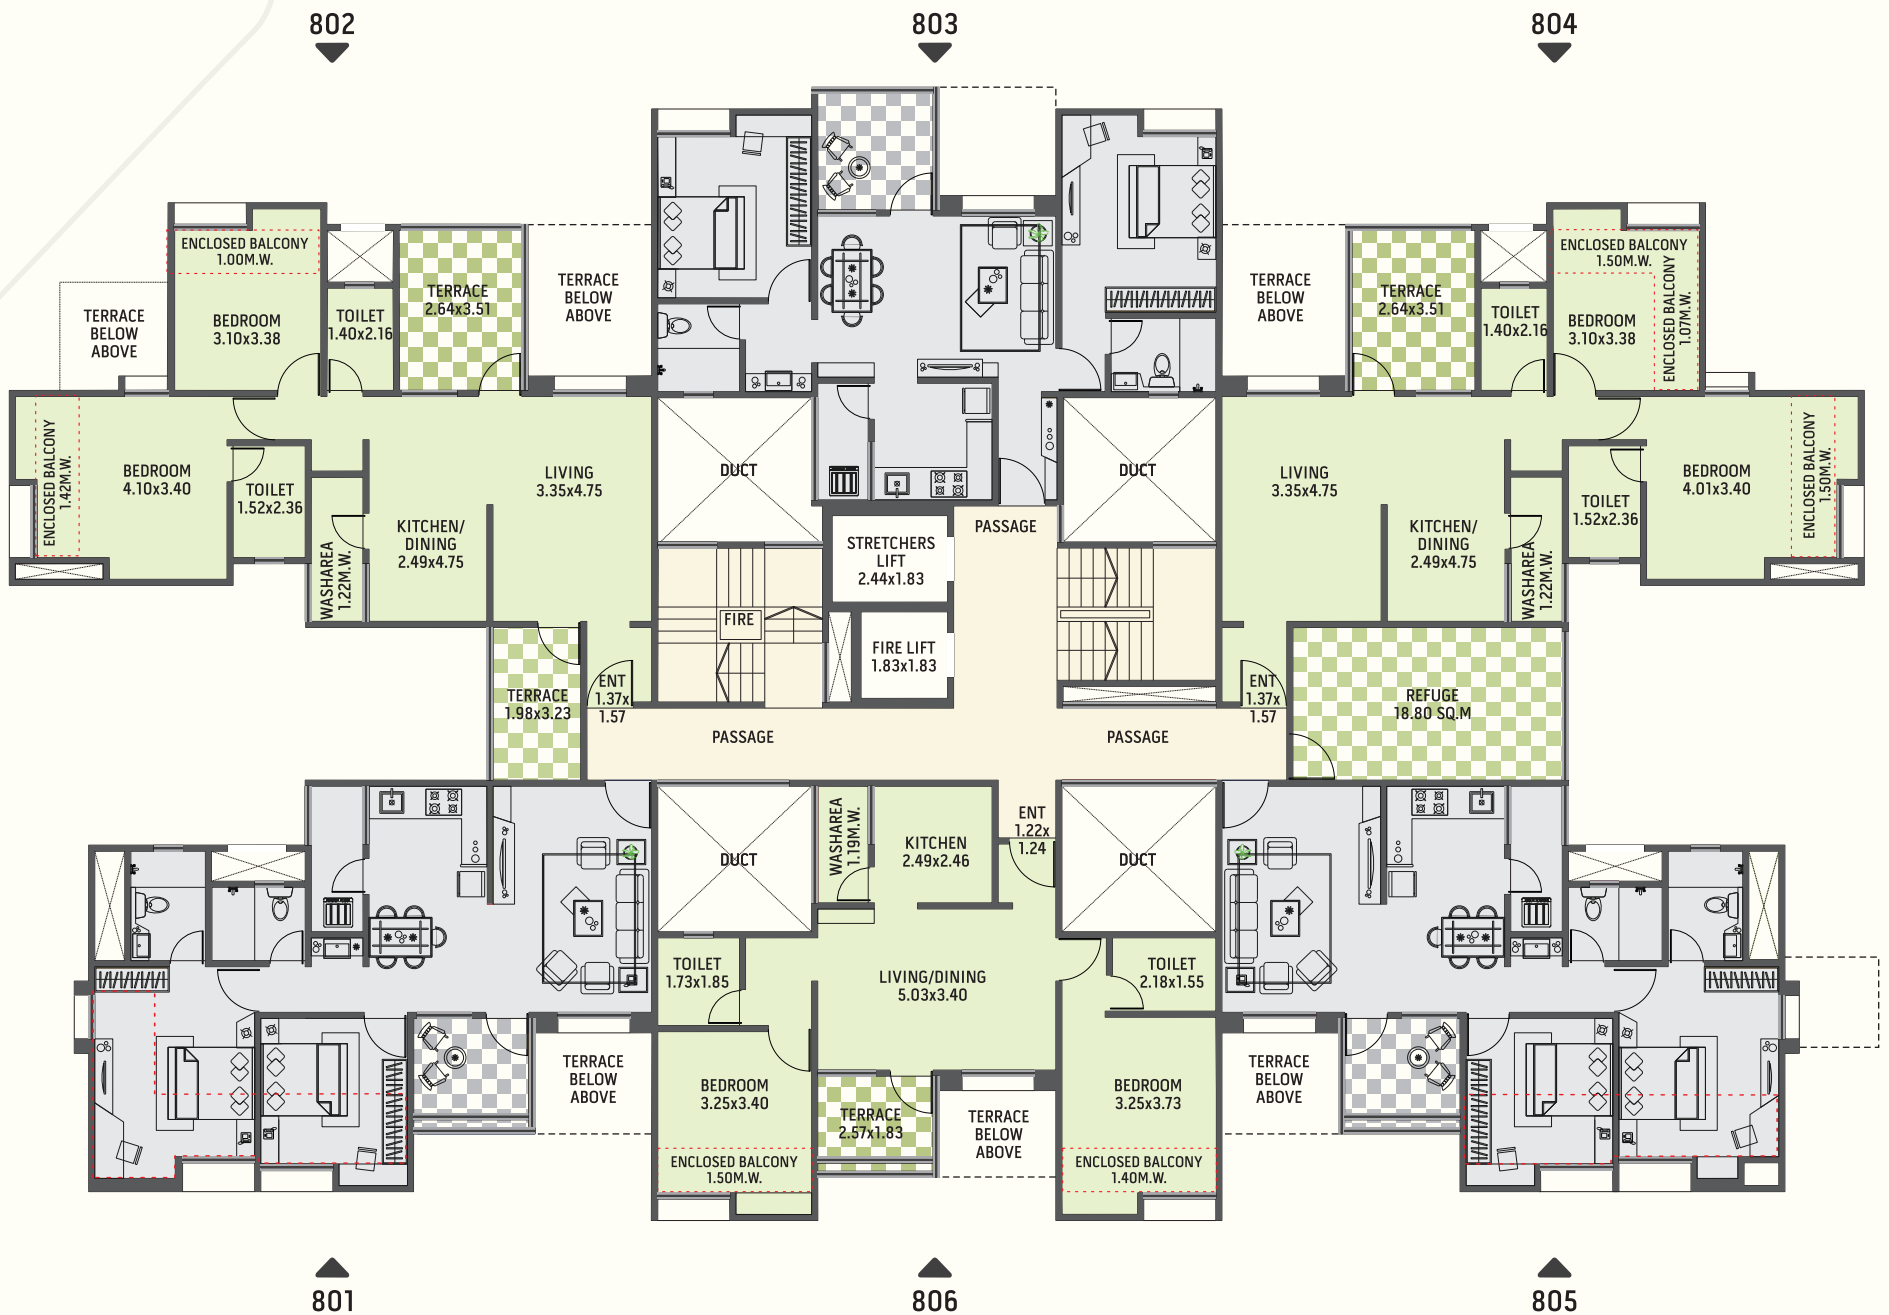 802
803
804
ENCLOSED BALCONY
1.00M.W.
BEDROOM
3.10x3.38
TERRACE
BELOW
ABOVE
TOILET
1.40x2.16
TERRACE
2.64x3.51
TERRACE
BELOW
ABOVE
TERRACE
BELOW
ABOVE
TERRACE
2.64x3.51
TOILET
1.40x2.16
ENCLOSED BALCONY
1.50M.W.
BEDROOM
3.10x3.38
ENCLOSED BALCONY
1.07M.W.
ENCLOSED BALCONY
1.42M.W.
BEDROOM
4.10x3.40
TOILET
1.52x2.36
WASHAREA
1.22M.W.
KITCHEN/
DINING
2.49x4.75
LIVING
3.35x4.75
DUCT
DUCT
LIVING
3.35x4.75
KITCHEN/
DINING
2.49x4.75
WASHAREA
1.22M.W.
TOILET
1.52x2.36
BEDROOM
4.01x3.40
ENCLOSED BALCONY
1.50M.W.
PASSAGE
STRETCHERS
LIFT
2.44x1.83
FIRE
FIRE LIFT
1.83x1.83
TERRACE
1.98x3.23
ENT
1.37x
1.57
ENT
1.37x
1.57
REFUGE
18.80 SQ.M
PASSAGE
PASSAGE
DUCT
WASHAREA
1.19M.W.
KITCHEN
2.49x2.46
ENT
1.22x
1.24
DUCT
TOILET
1.73x1.85
LIVING/DINING
5.03x3.40
TOILET
2.18x1.55
TERRACE
BELOW
ABOVE
BEDROOM
3.25x3.40
TERRACE
2.57x1.83
TERRACE
BELOW
ABOVE
BEDROOM
3.25x3.73
TERRACE
BELOW
ABOVE
ENCLOSED BALCONY
1.50M.W.
ENCLOSED BALCONY
1.40M.W.
801
806
805